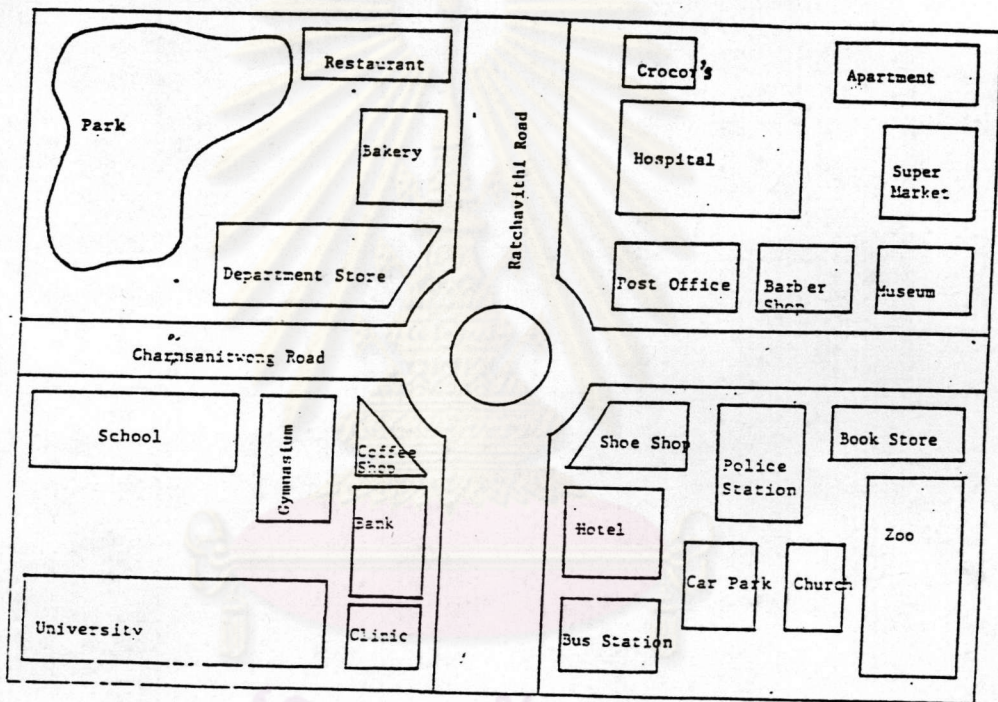 Restaurant
Crocor's
Apartment
Park
Bakery
Ratchavithi Road
Hospital
Super
Market
Department Store
Post Office
Barber
Shop
Museum
Charnsanitwong Road
School
Gymnasium
Coffee
Shop
Shoe Shop
Police
Station
Book Store
Bank
Hotel
Zoo
Car Park
Church
University
Clinic
Bus Station